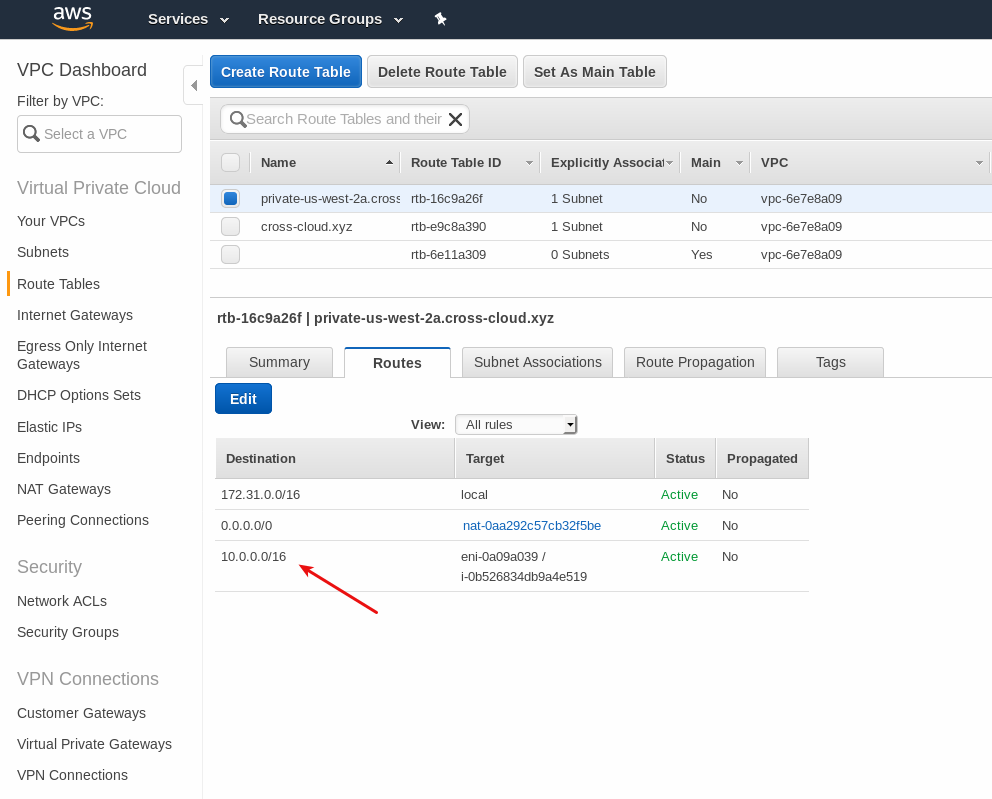 aws
Services
Resource Groups
VPC Dashboard
Filter by VPC:
Select a VPC
Virtual Private Cloud
Your VPCs
Subnets
Route Tables
Internet Gateways
Egress Only Internet
Gateways
DHCP Options Sets
Elastic IPs
Endpoints
NAT Gateways
Peering Connections
Security
Network ACLs
Security Groups
VPN Connections
Customer Gateways
Virtual Private Gateways
VPN Connections
Create Route Table Delete Route Table Set As Main Table
Search Route Tables and their
Name Route Table ID Explicitly Associat Main VPC
private-us-west-2a.cross rtb-16c9a26f 1 Subnet No vpc-6e7e8a09
cross-cloud.xyz rtb-e9c8a390 1 Subnet No vpc-6e7e8a09
rtb-6e11a309 0 Subnets Yes vpc-6e7e8a09
rtb-16c9a26f | private-us-west-2a.cross-cloud.xyz
Summary Routes Subnet Associations Route Propagation Tags
Edit
View: All rules
Destination Target Status Propagated
172.31.0.0/16 local Active No
0.0.0.0/0 nat-0aa292c57cb32f5be Active No
10.0.0.0/16 eni-0a09a039 / Active No
i-0b526834db9a4e519